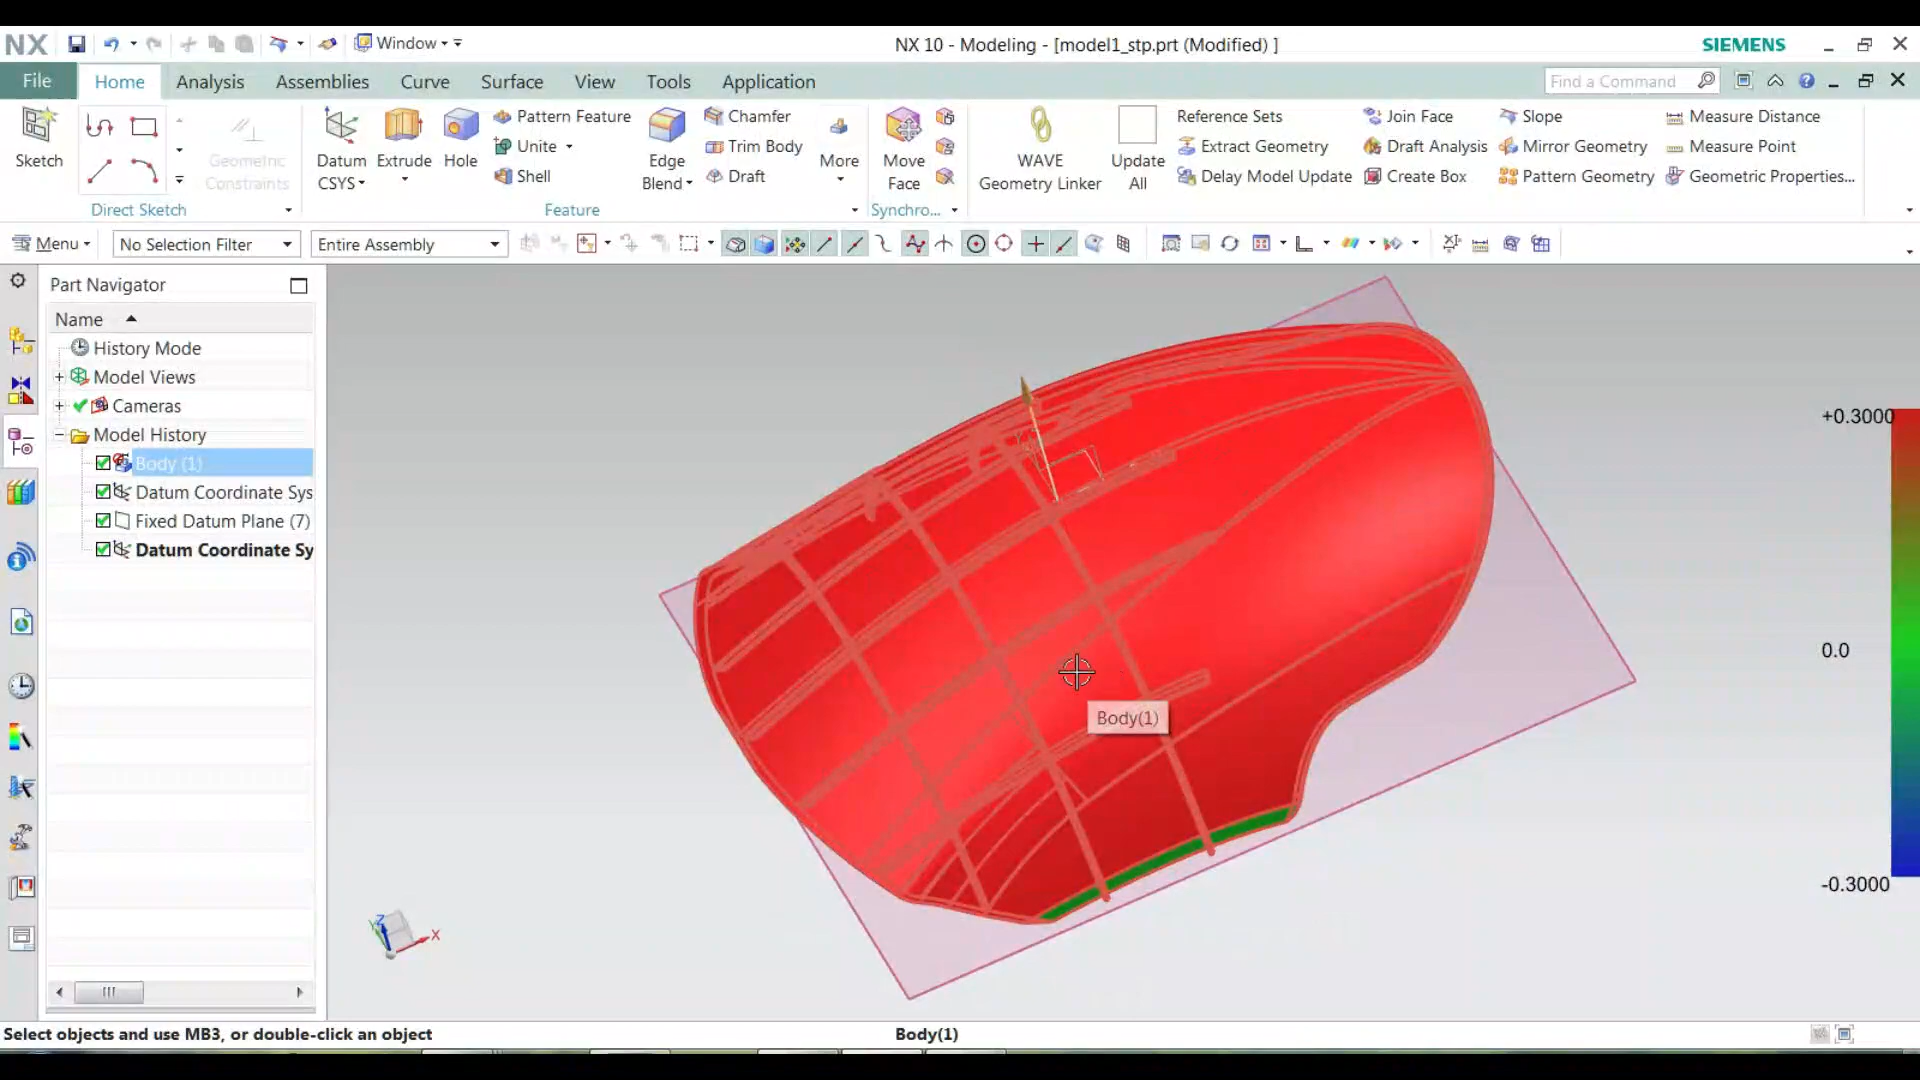 NX
Window
NX 10 - Modeling - [model1_stp.prt (Modified) ]
SIEMENS
File
Home
Analysis
Assemblies
Curve
Surface
View
Tools
Application
Find a Command
Sketch
Geometric
Constraints
Direct Sketch
Datum
CSYS
Extrude
Hole
Pattern Feature
Unite
Shell
Edge
Blend
Chamfer
Trim Body
Draft
More
Feature
Move
Face
Synchro...
WAVE
Geometry Linker
Update
All
Reference Sets
Extract Geometry
Delay Model Update
Join Face
Draft Analysis
Create Box
Slope
Mirror Geometry
Pattern Geometry
Measure Distance
Measure Point
Geometric Properties...
Menu
No Selection Filter
Entire Assembly
Part Navigator
Name
History Mode
Model Views
Cameras
Model History
Body (1)
Datum Coordinate Sys
Fixed Datum Plane (7)
Datum Coordinate Sy
Body(1)
+0.3000
0.0
-0.3000
Z
Y
X
Select objects and use MB3, or double-click an object
Body(1)